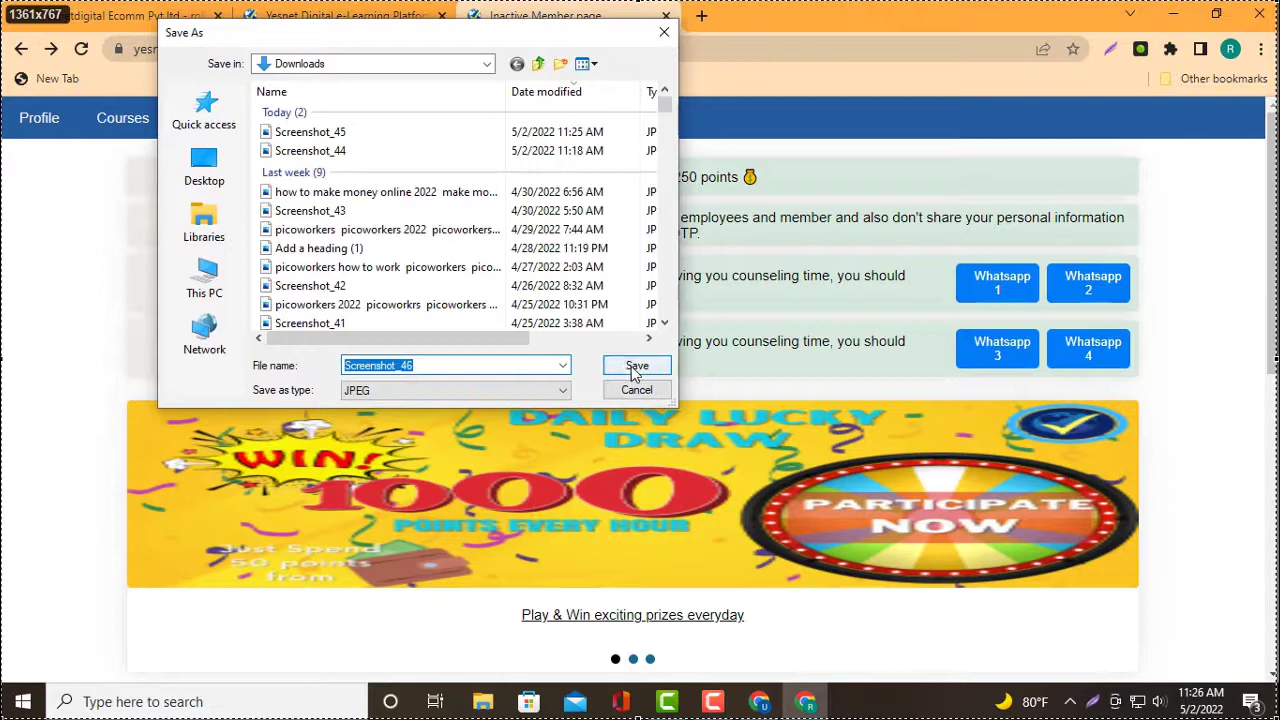 1361x767
etdigital Ecomm Pvt ltd - roli
Yesnet Digital e-Learning Platfor
Inactive Member page
yesn
New Tab
Other bookmarks
R
Profile
Courses
Save As
Save in:
Downloads
Name
Date modified
Ty
Today (2)
Screenshot_45
5/2/2022 11:25 AM
JP
Screenshot_44
5/2/2022 11:18 AM
JP
Last week (9)
how to make money online 2022 make mo...
4/30/2022 6:56 AM
JP
Screenshot_43
4/30/2022 5:50 AM
JP
picoworkers picoworkers 2022 picoworkers...
4/29/2022 7:44 AM
JP
Add a heading (1)
4/28/2022 11:19 PM
JP
picoworkers how to work picoworkers pico...
4/27/2022 2:03 AM
JP
Screenshot_42
4/26/2022 8:32 AM
JP
picoworkers 2022 picoworkrs picoworkers ...
4/25/2022 10:31 PM
JP
Screenshot_41
4/25/2022 3:38 AM
JP
Quick access
Desktop
Libraries
This PC
Network
File name:
Screenshot_46
Save
Save as type:
JPEG
Cancel
250 points
employees and member and also don't share your personal information
TP.
ving you counseling time, you should
Whatsapp
1
Whatsapp
2
ving you counseling time, you should
Whatsapp
3
Whatsapp
4
DAILY LUCKY
DRAW
WIN!
1000
POINTS EVERY HOUR
PARTICIPATE
NOW
Just Spend
50 points
from
Play & Win exciting prizes everyday
Type here to search
80°F
11:26 AM
5/2/2022
3